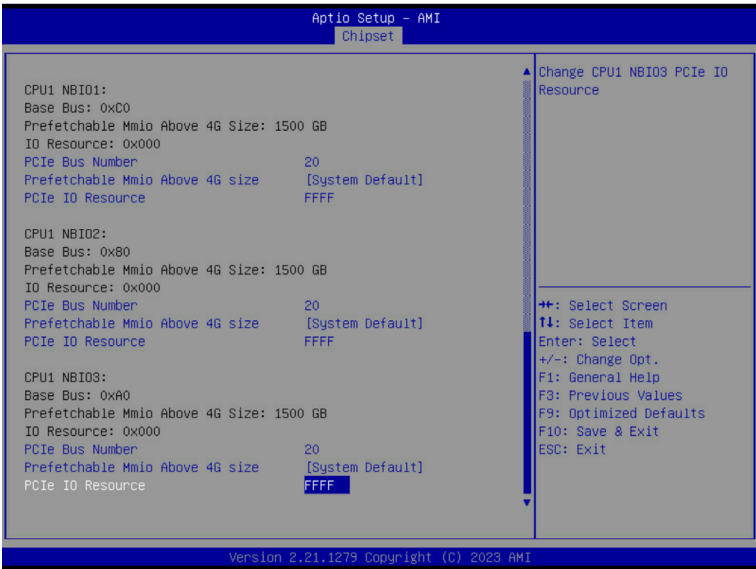 Aptio Setup – AMI
Chipset
CPU1 NBIO1:
Base Bus: 0xC0
Prefetchable Mmio Above 4G Size: 1500 GB
IO Resource: 0x000
PCIe Bus Number 20
Prefetchable Mmio Above 4G size [System Default]
PCIe IO Resource FFFF
CPU1 NBIO2:
Base Bus: 0x80
Prefetchable Mmio Above 4G Size: 1500 GB
IO Resource: 0x000
PCIe Bus Number 20
Prefetchable Mmio Above 4G size [System Default]
PCIe IO Resource FFFF
CPU1 NBIO3:
Base Bus: 0xA0
Prefetchable Mmio Above 4G Size: 1500 GB
IO Resource: 0x000
PCIe Bus Number 20
Prefetchable Mmio Above 4G size [System Default]
PCIe IO Resource FFFF
Change CPU1 NBIO3 PCIe IO
Resource
→←: Select Screen
↑↓: Select Item
Enter: Select
+/-: Change Opt.
F1: General Help
F3: Previous Values
F9: Optimized Defaults
F10: Save & Exit
ESC: Exit
Version 2.21.1279 Copyright (C) 2023 AMI